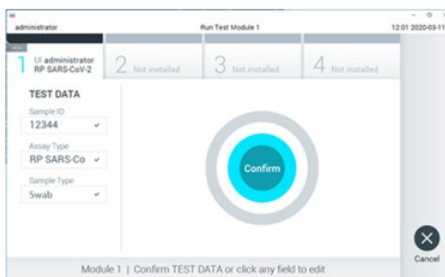 administrator
Run Test Module 1
12:01 2020-03-11
1
UI administrator
RP SARS-CoV-2
2 Not installed
3 Not installed
4 Not installed
TEST DATA
Sample ID
12344
Assay Type
RP SARS-Co
Sample Type
Swab
Confirm
Cancel
Module 1 | Confirm TEST DATA or click any field to edit